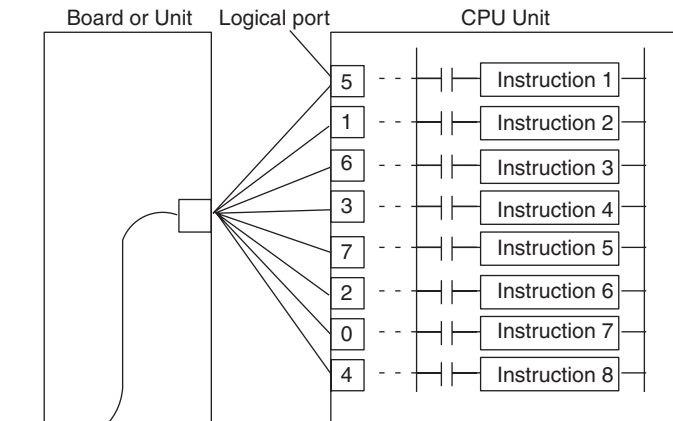 Board or Unit Logical port CPU Unit
5 Instruction 1
1 Instruction 2
6 Instruction 3
3 Instruction 4
7 Instruction 5
2 Instruction 6
0 Instruction 7
4 Instruction 8